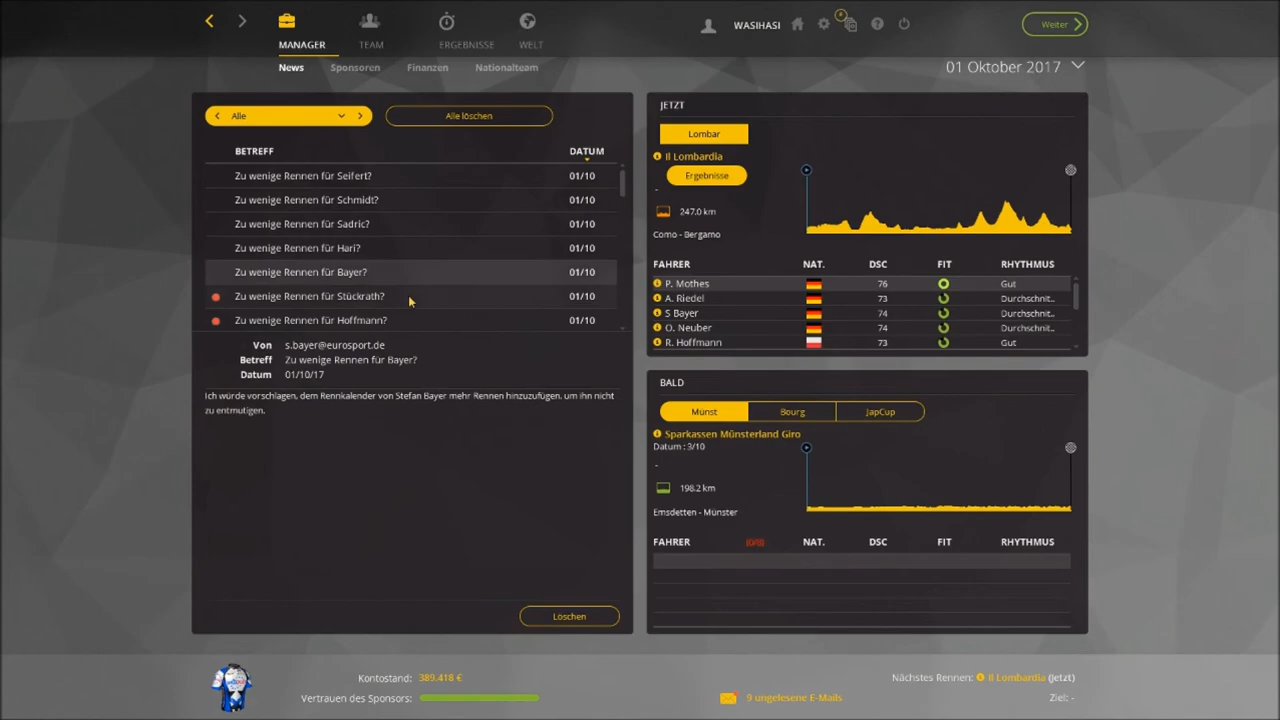 MANAGER
TEAM
ERGEBNISSE
WELT
WASIHASI
Weiter
News
Sponsoren
Finanzen
Nationalteam
01 Oktober 2017
Alle
Alle löschen
BETREFF DATUM
Zu wenige Rennen für Seifert? 01/10
Zu wenige Rennen für Schmidt? 01/10
Zu wenige Rennen für Sadric? 01/10
Zu wenige Rennen für Hari? 01/10
Zu wenige Rennen für Bayer? 01/10
Zu wenige Rennen für Stückrath? 01/10
Zu wenige Rennen für Hoffmann? 01/10
Von s.bayer@eurosport.de
Betreff Zu wenige Rennen für Bayer?
Datum 01/10/17
Ich würde vorschlagen, dem Rennkalender von Stefan Bayer mehr Rennen hinzuzufügen, um ihn nicht
zu entmutigen.
Löschen
JETZT
Lombar
Il Lombardia
Ergebnisse
-
247.0 km
Como - Bergamo
FAHRER NAT. DSC FIT RHYTHMUS
P. Mothes 76 Gut
A. Riedel 73 Durchschnit..
S Bayer 74 Durchschnit..
O. Neuber 74 Durchschnit..
R. Hoffmann 73 Gut
BALD
Münst Bourg JapCup
Sparkassen Münsterland Giro
Datum : 3/10
-
198.2 km
Emsdetten - Münster
FAHRER NAT. DSC FIT RHYTHMUS
Kontostand: 389.418 €
Vertrauen des Sponsors:
9 ungelesene E-Mails
Nächstes Rennen: Il Lombardia (Jetzt)
Ziel: -